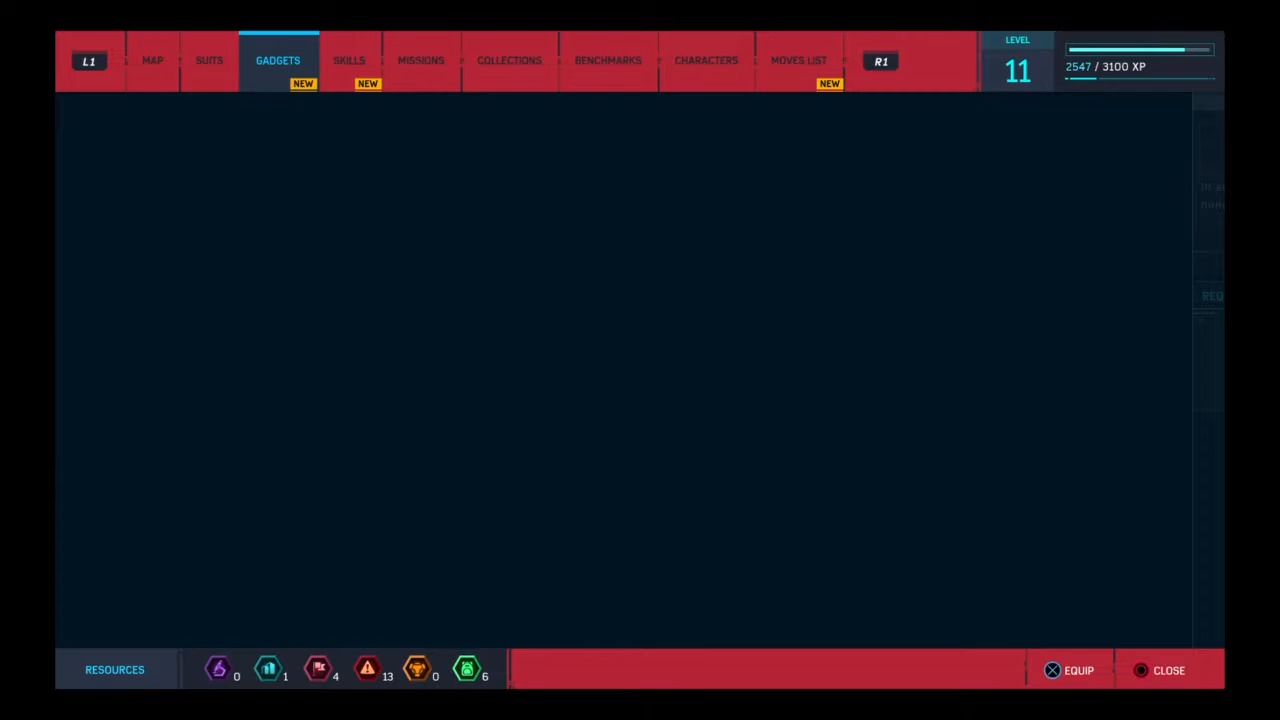 L1 MAP SUITS GADGETS SKILLS MISSIONS COLLECTIONS BENCHMARKS CHARACTERS MOVES LIST R1
NEW NEW NEW
LEVEL
11
2547 / 3100 XP
REQ
RESOURCES 0 1 4 13 0 6 EQUIP CLOSE